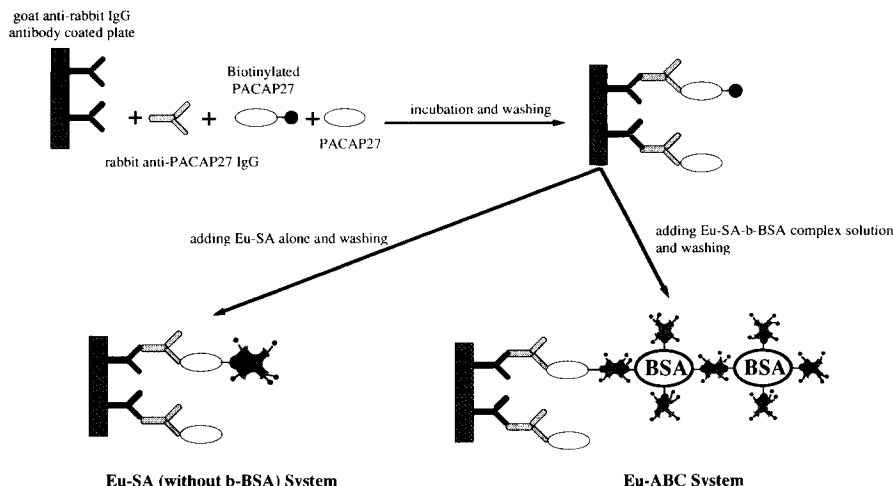 goat anti-rabbit IgG
antibody coated plate
Biotinylated
PACAP27
+
+
+
incubation and washing
PACAP27
rabbit anti-PACAP27 IgG
adding Eu-SA alone and washing
adding Eu-SA-b-BSA complex solution
and washing
BSA
BSA
Eu-SA (without b-BSA) System
Eu-ABC System